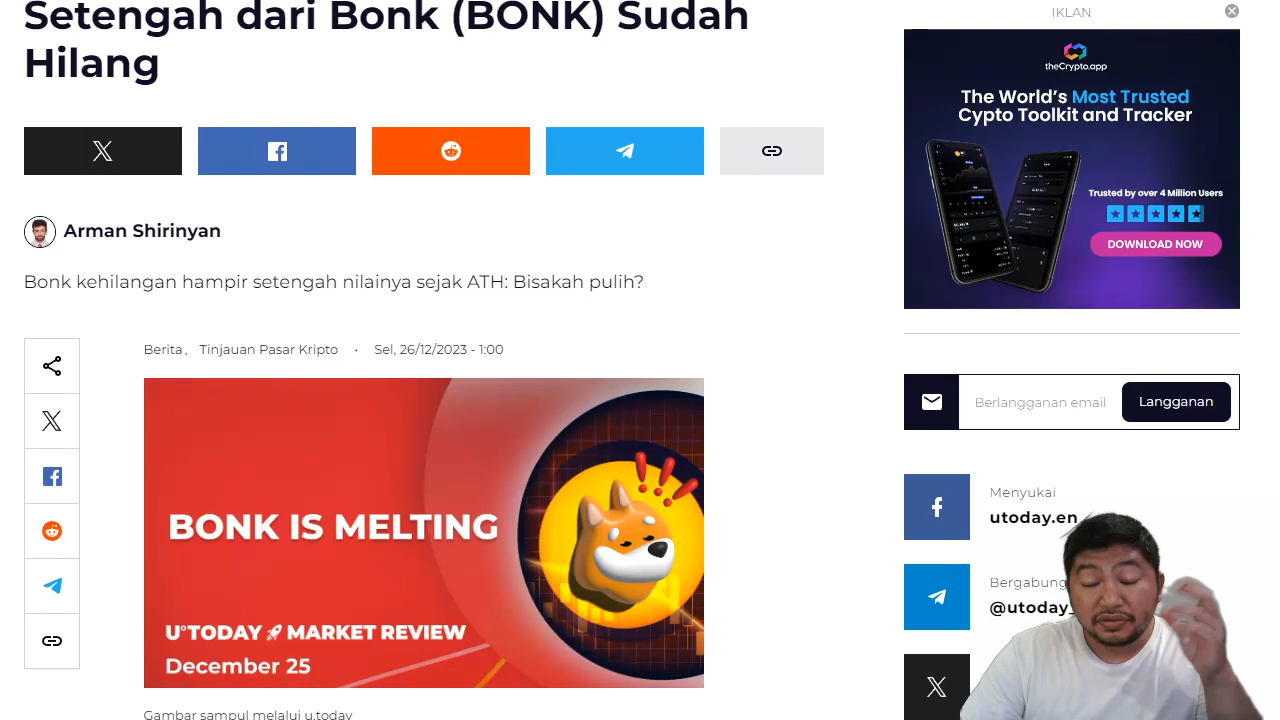 Setengah dari Bonk (BONK) Sudah
Hilang
Arman Shirinyan
Bonk kehilangan hampir setengah nilainya sejak ATH: Bisakah pulih?
Berita, Tinjauan Pasar Kripto • Sel, 26/12/2023 - 1:00
BONK IS MELTING
U°TODAY MARKET REVIEW
December 25
Gambar sampul melalui u.today
IKLAN
theCrypto.app
The World's Most Trusted
Cypto Toolkit and Tracker
Trusted by over 4 Million Users
DOWNLOAD NOW
Berlangganan email
Langganan
Menyukai
utoday.en
Bergabung
@utoday_